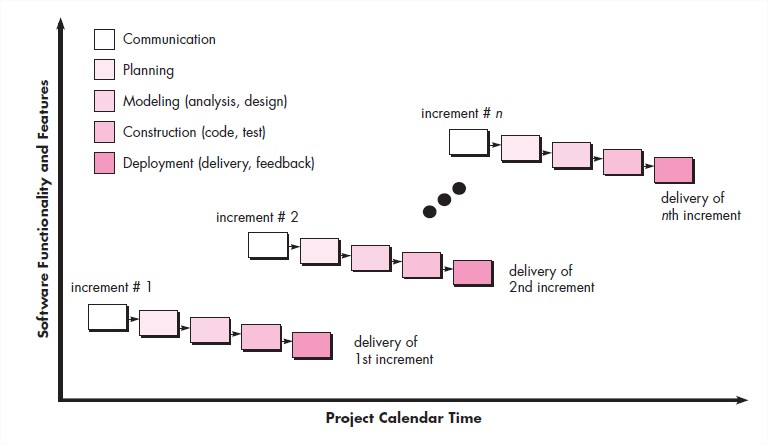 Software Functionality and Features
Communication
Planning
Modeling (analysis, design)
Construction (code, test)
Deployment (delivery, feedback)
increment # n
delivery of
nth increment
increment # 2
delivery of
2nd increment
increment # 1
delivery of
1st increment
Project Calendar Time